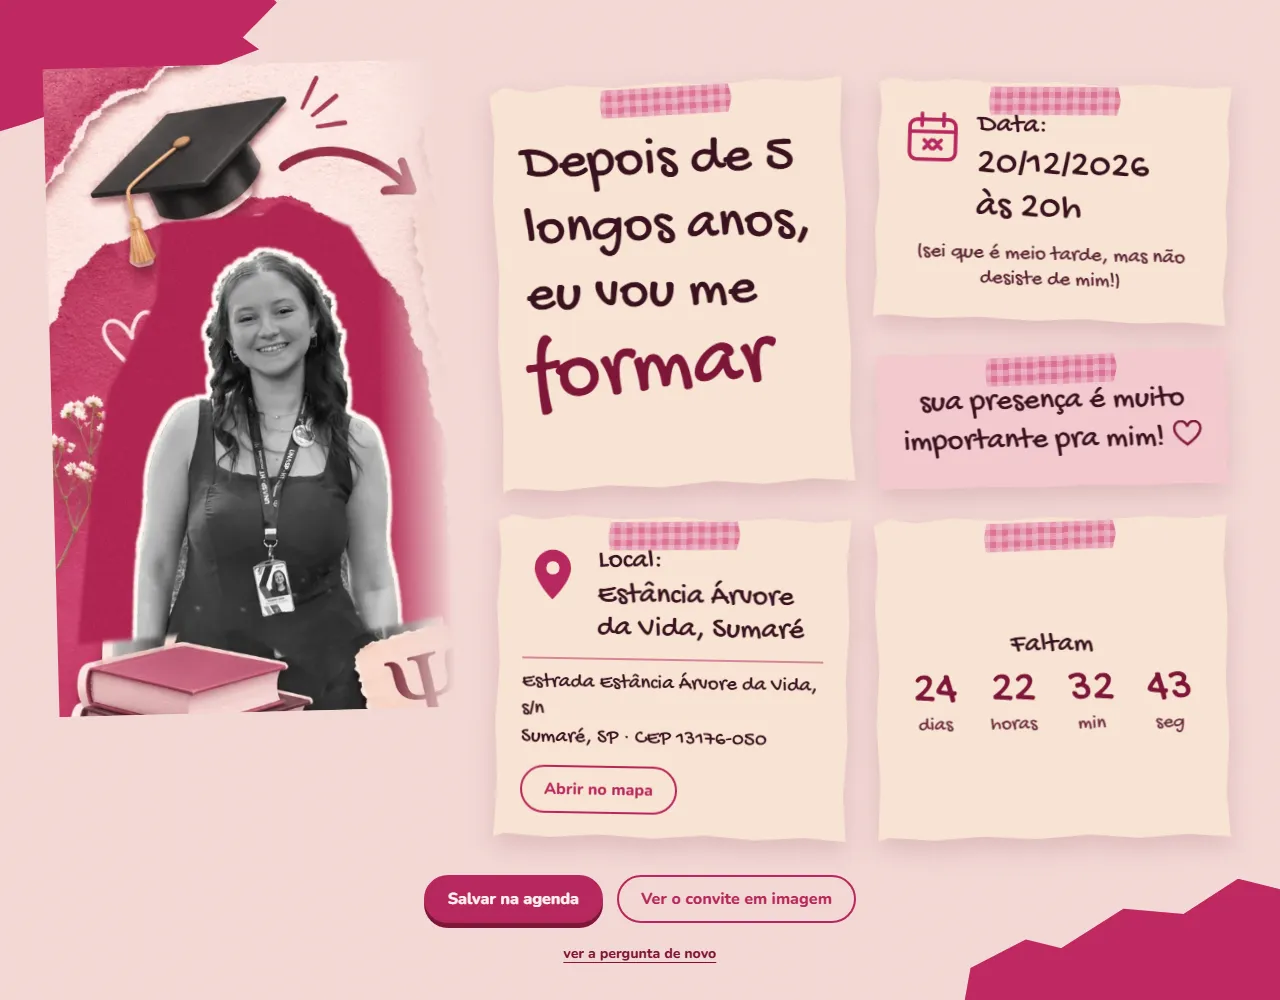 Depois de 5
longos anos,
eu vou me
formar
Data:
20/12/2026
às 20h
(sei que é meio tarde, mas não
desiste de mim!)
sua presença é muito
importante pra mim!
Local:
Estância Árvore
da Vida, Sumaré
Estrada Estância Árvore da Vida,
s/n
Sumaré, SP · CEP 13176-050
Abrir no mapa
Faltam
24 22 32 43
dias horas min seg
Ψ
Salvar na agenda
Ver o convite em imagem
ver a pergunta de novo